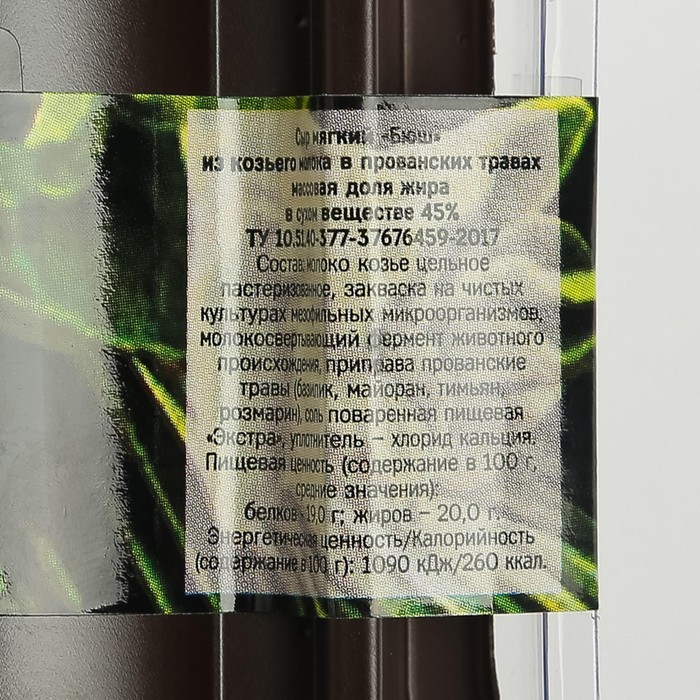 Сыр мягкий «Бюш»
из козьего молока в прованских травах
массовая доля жира
в сухом веществе 45%
ТУ 10.51.40-377-37676459-2017
Состав: молоко козье цельное
пастеризованное, закваска на чистых
культурах мезофильных микроорганизмов,
молокосвертывающий фермент животного
происхождения, приправа прованские
травы (базилик, майоран, тимьян,
розмарин), соль поваренная пищевая
«Экстра», уплотнитель – хлорид кальция.
Пищевая ценность (содержание в 100 г,
средние значения):
белков - 19,0 г; жиров – 20,0 г.
Энергетическая ценность/Калорийность
(содержание в 100 г): 1090 кДж/260 ккал.